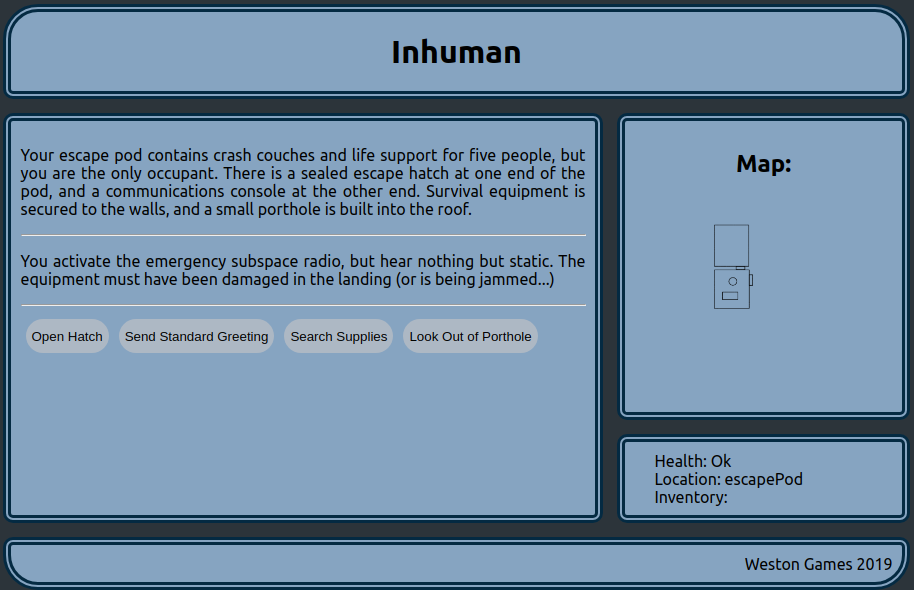 Inhuman
Your escape pod contains crash couches and life support for five people, but
you are the only occupant. There is a sealed escape hatch at one end of the
pod, and a communications console at the other end. Survival equipment is
secured to the walls, and a small porthole is built into the roof.
You activate the emergency subspace radio, but hear nothing but static. The
equipment must have been damaged in the landing (or is being jammed...)
Open Hatch Send Standard Greeting Search Supplies Look Out of Porthole
Map:
Health: Ok
Location: escapePod
Inventory:
Weston Games 2019